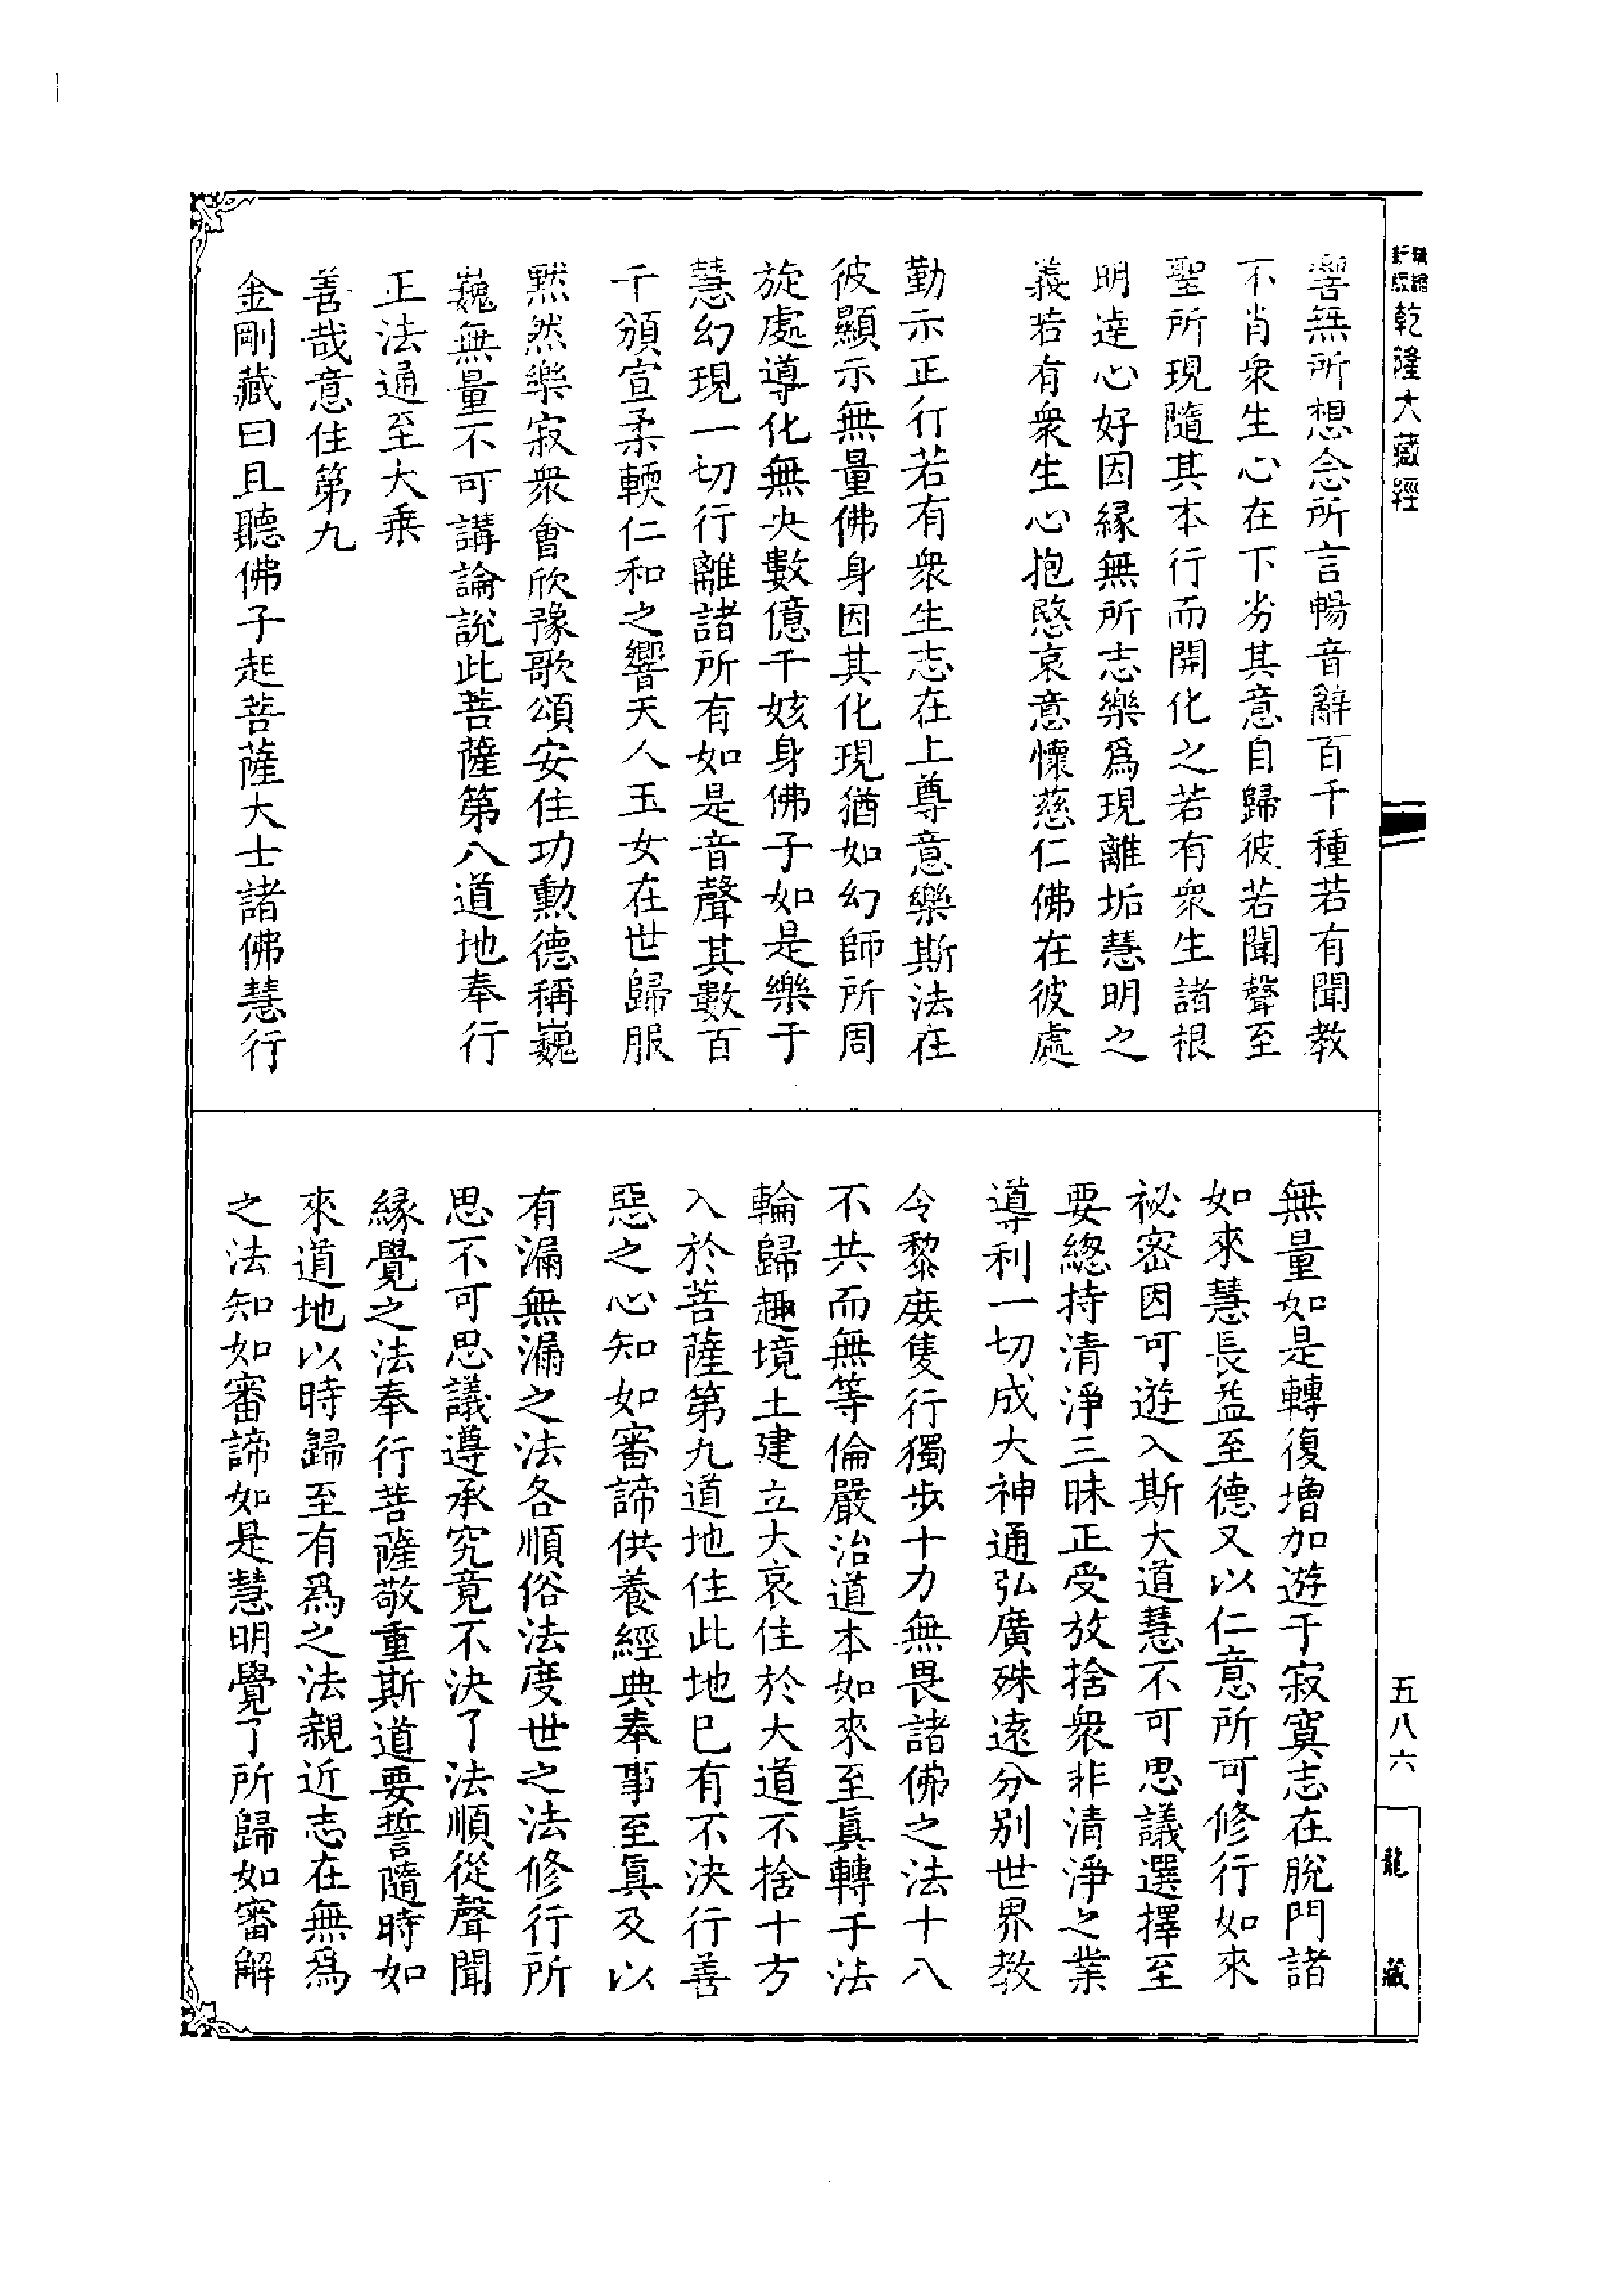 乾隆大藏經
響無所想念所言暢音辭百千種若有聞教
不肖衆生心在下劣其意自歸彼若聞聲至
聖所現隨其本行而開化之若有衆生諸根
明達心好因緣無所志樂爲現離垢慧明之
義若有衆生心抱愍哀意懷慈仁佛在彼處
勤示正行若有衆生志在上尊意樂斯法在
彼顯示無量佛身因其化現猶如幻師所周
旋處導化無央數億千姟身佛子如是樂于
慧幻現一切行離諸所有如是音聲其數百
千頒宣柔輭仁和之響天人玉女在世歸服
黙然樂寂衆會欣豫歌頌安住功勲德稱巍
巍無量不可講論說此菩薩第八道地奉行
正法通至大乗
善哉意住第九
金剛藏曰且聽佛子起菩薩大士諸佛慧行
無量如是轉復增加遊于寂寞志在脫門諸
如來慧長益至德又以仁意所可修行如來
祕密因可遊入斯大道慧不可思議選擇至
要總持清淨三昧正受放捨衆非清淨之業
導利一切成大神通弘廣殊遠分别世界教
令黎庶隻行獨步十力無畏諸佛之法十八
不共而無等倫嚴治道本如來至眞轉于法
輪歸趣境土建立大哀住於大道不捨十方
入於菩薩第九道地住此地已有不決行善
惡之心知如審諦供養經典奉事至眞及以
有漏無漏之法各順俗法度世之法修行所
思不可思議遵承究竟不決了法順從聲聞
緣覺之法奉行菩薩敬重斯道要誓隨時如
來道地以時歸至有爲之法親近志在無爲
之法知如審諦如是慧明覺了所歸如審解
五八六
龍藏